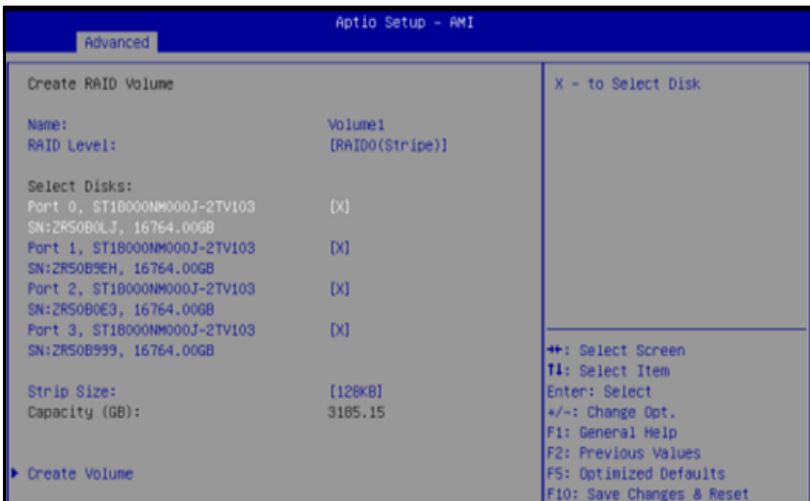 Aptio Setup - AMI
Advanced
Create RAID Volume
Name: Volume1
RAID Level: [RAID0(Stripe)]
Select Disks:
Port 0, ST18000NM000J-2TV103 [X]
SN:ZR50B0LJ, 16764.00GB
Port 1, ST18000NM000J-2TV103 [X]
SN:ZR50B9EH, 16764.00GB
Port 2, ST18000NM000J-2TV103 [X]
SN:ZR50B0E3, 16764.00GB
Port 3, ST18000NM000J-2TV103 [X]
SN:ZR50B999, 16764.00GB
Strip Size: [128KB]
Capacity (GB): 3185.15
Create Volume
X - to Select Disk
→←: Select Screen
↑↓: Select Item
Enter: Select
+/-: Change Opt.
F1: General Help
F2: Previous Values
F5: Optimized Defaults
F10: Save Changes & Reset